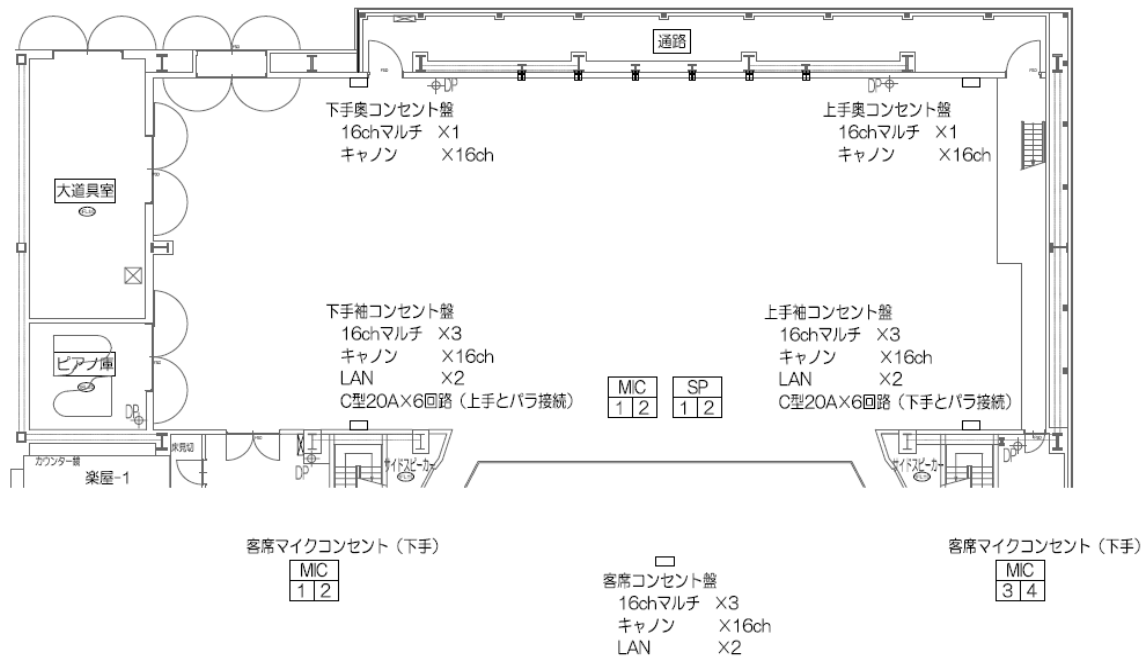 通路
DP
DP
下手奥コンセント盤
16chマルチ ×1
キャノン ×16ch
上手奥コンセント盤
16chマルチ ×1
キャノン ×16ch
大道具室
下手袖コンセント盤
16chマルチ ×3
キャノン ×16ch
LAN ×2
C型20A×6回路（上手とパラ接続）
上手袖コンセント盤
16chマルチ ×3
キャノン ×16ch
LAN ×2
C型20A×6回路（下手とパラ接続）
ピアノ庫
DP
MIC
1 2
SP
1 2
カウンター鏡
楽屋-1
DP
サイドスピーカー
サイドスピーカー
DP
客席マイクコンセント（下手）
MIC
1 2
客席コンセント盤
16chマルチ ×3
キャノン ×16ch
LAN ×2
客席マイクコンセント（下手）
MIC
3 4